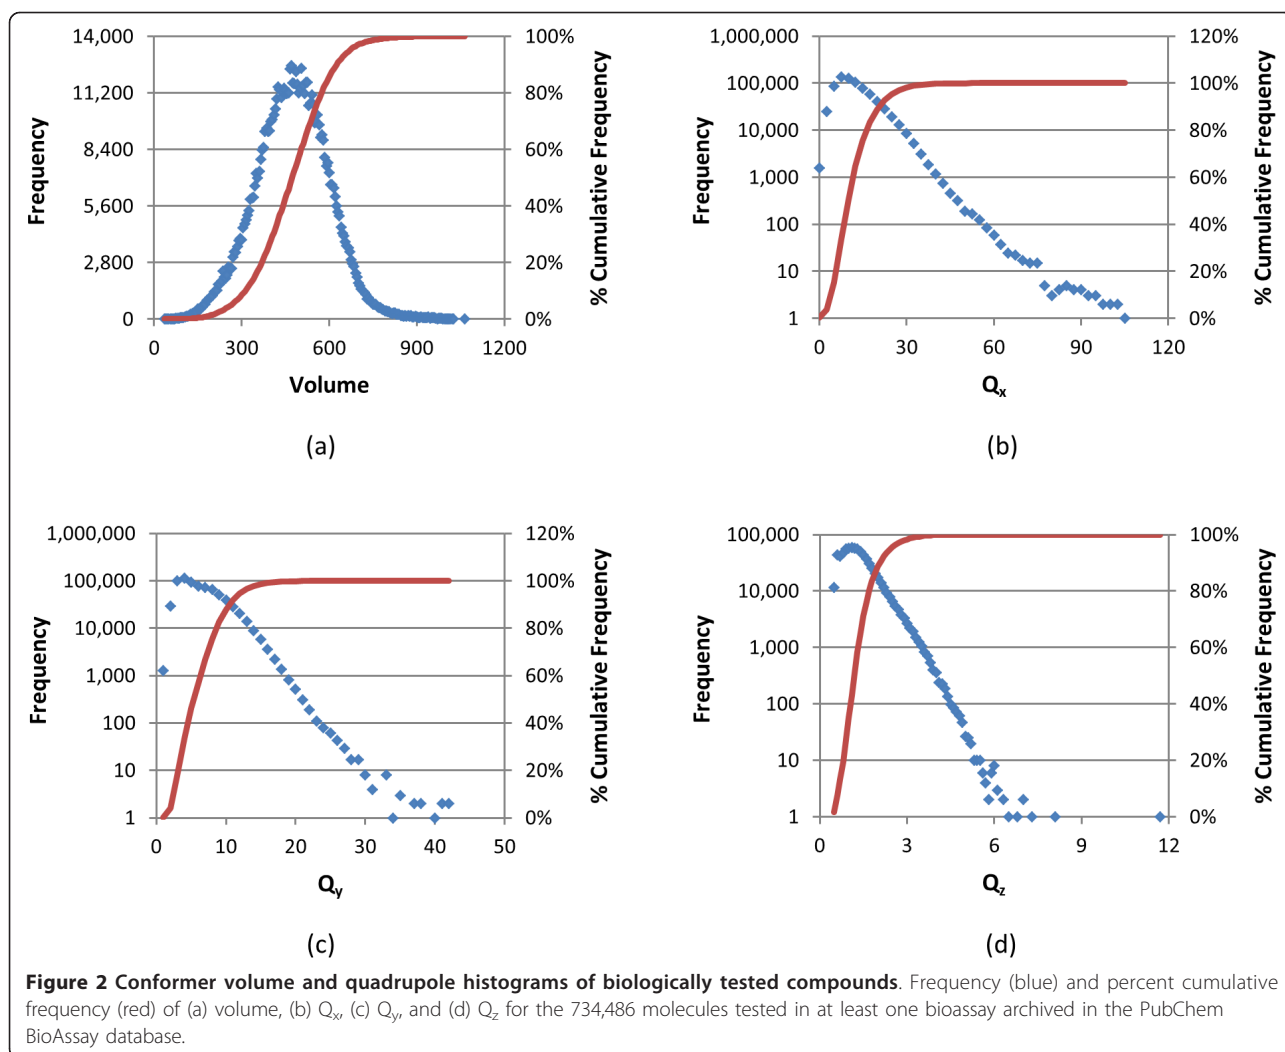 14,000
11,200
8,400
5,600
2,800
0
Frequency
100%
80%
60%
40%
20%
0%
% Cumulative Frequency
0 300 600 900 1200
Volume
(a)
1,000,000
100,000
10,000
1,000
100
10
1
Frequency
120%
100%
80%
60%
40%
20%
0%
% Cumulative Frequency
0 30 60 90 120
Qx
(b)
1,000,000
100,000
10,000
1,000
100
10
1
Frequency
120%
100%
80%
60%
40%
20%
0%
% Cumulative Frequency
0 10 20 30 40 50
Qy
(c)
100,000
10,000
1,000
100
10
1
Frequency
100%
80%
60%
40%
20%
0%
% Cumulative Frequency
0 3 6 9 12
Qz
(d)
Figure 2 Conformer volume and quadrupole histograms of biologically tested compounds. Frequency (blue) and percent cumulative
frequency (red) of (a) volume, (b) Qx, (c) Qy, and (d) Qz for the 734,486 molecules tested in at least one bioassay archived in the PubChem
BioAssay database.